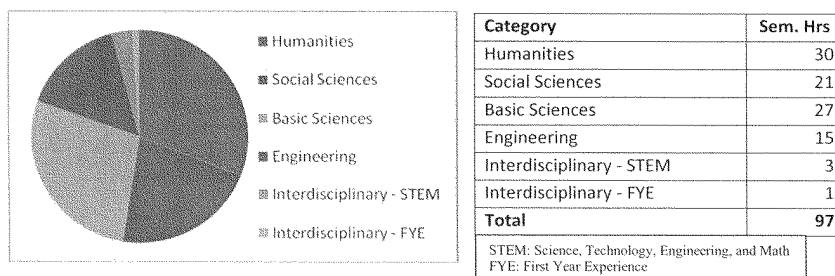 Humanities
Social Sciences
Basic Sciences
Engineering
Interdisciplinary - STEM
Interdisciplinary - FYE
Category Sem. Hrs
Humanities 30
Social Sciences 21
Basic Sciences 27
Engineering 15
Interdisciplinary - STEM 3
Interdisciplinary - FYE 1
Total 97
STEM: Science, Technology, Engineering, and Math
FYE: First Year Experience